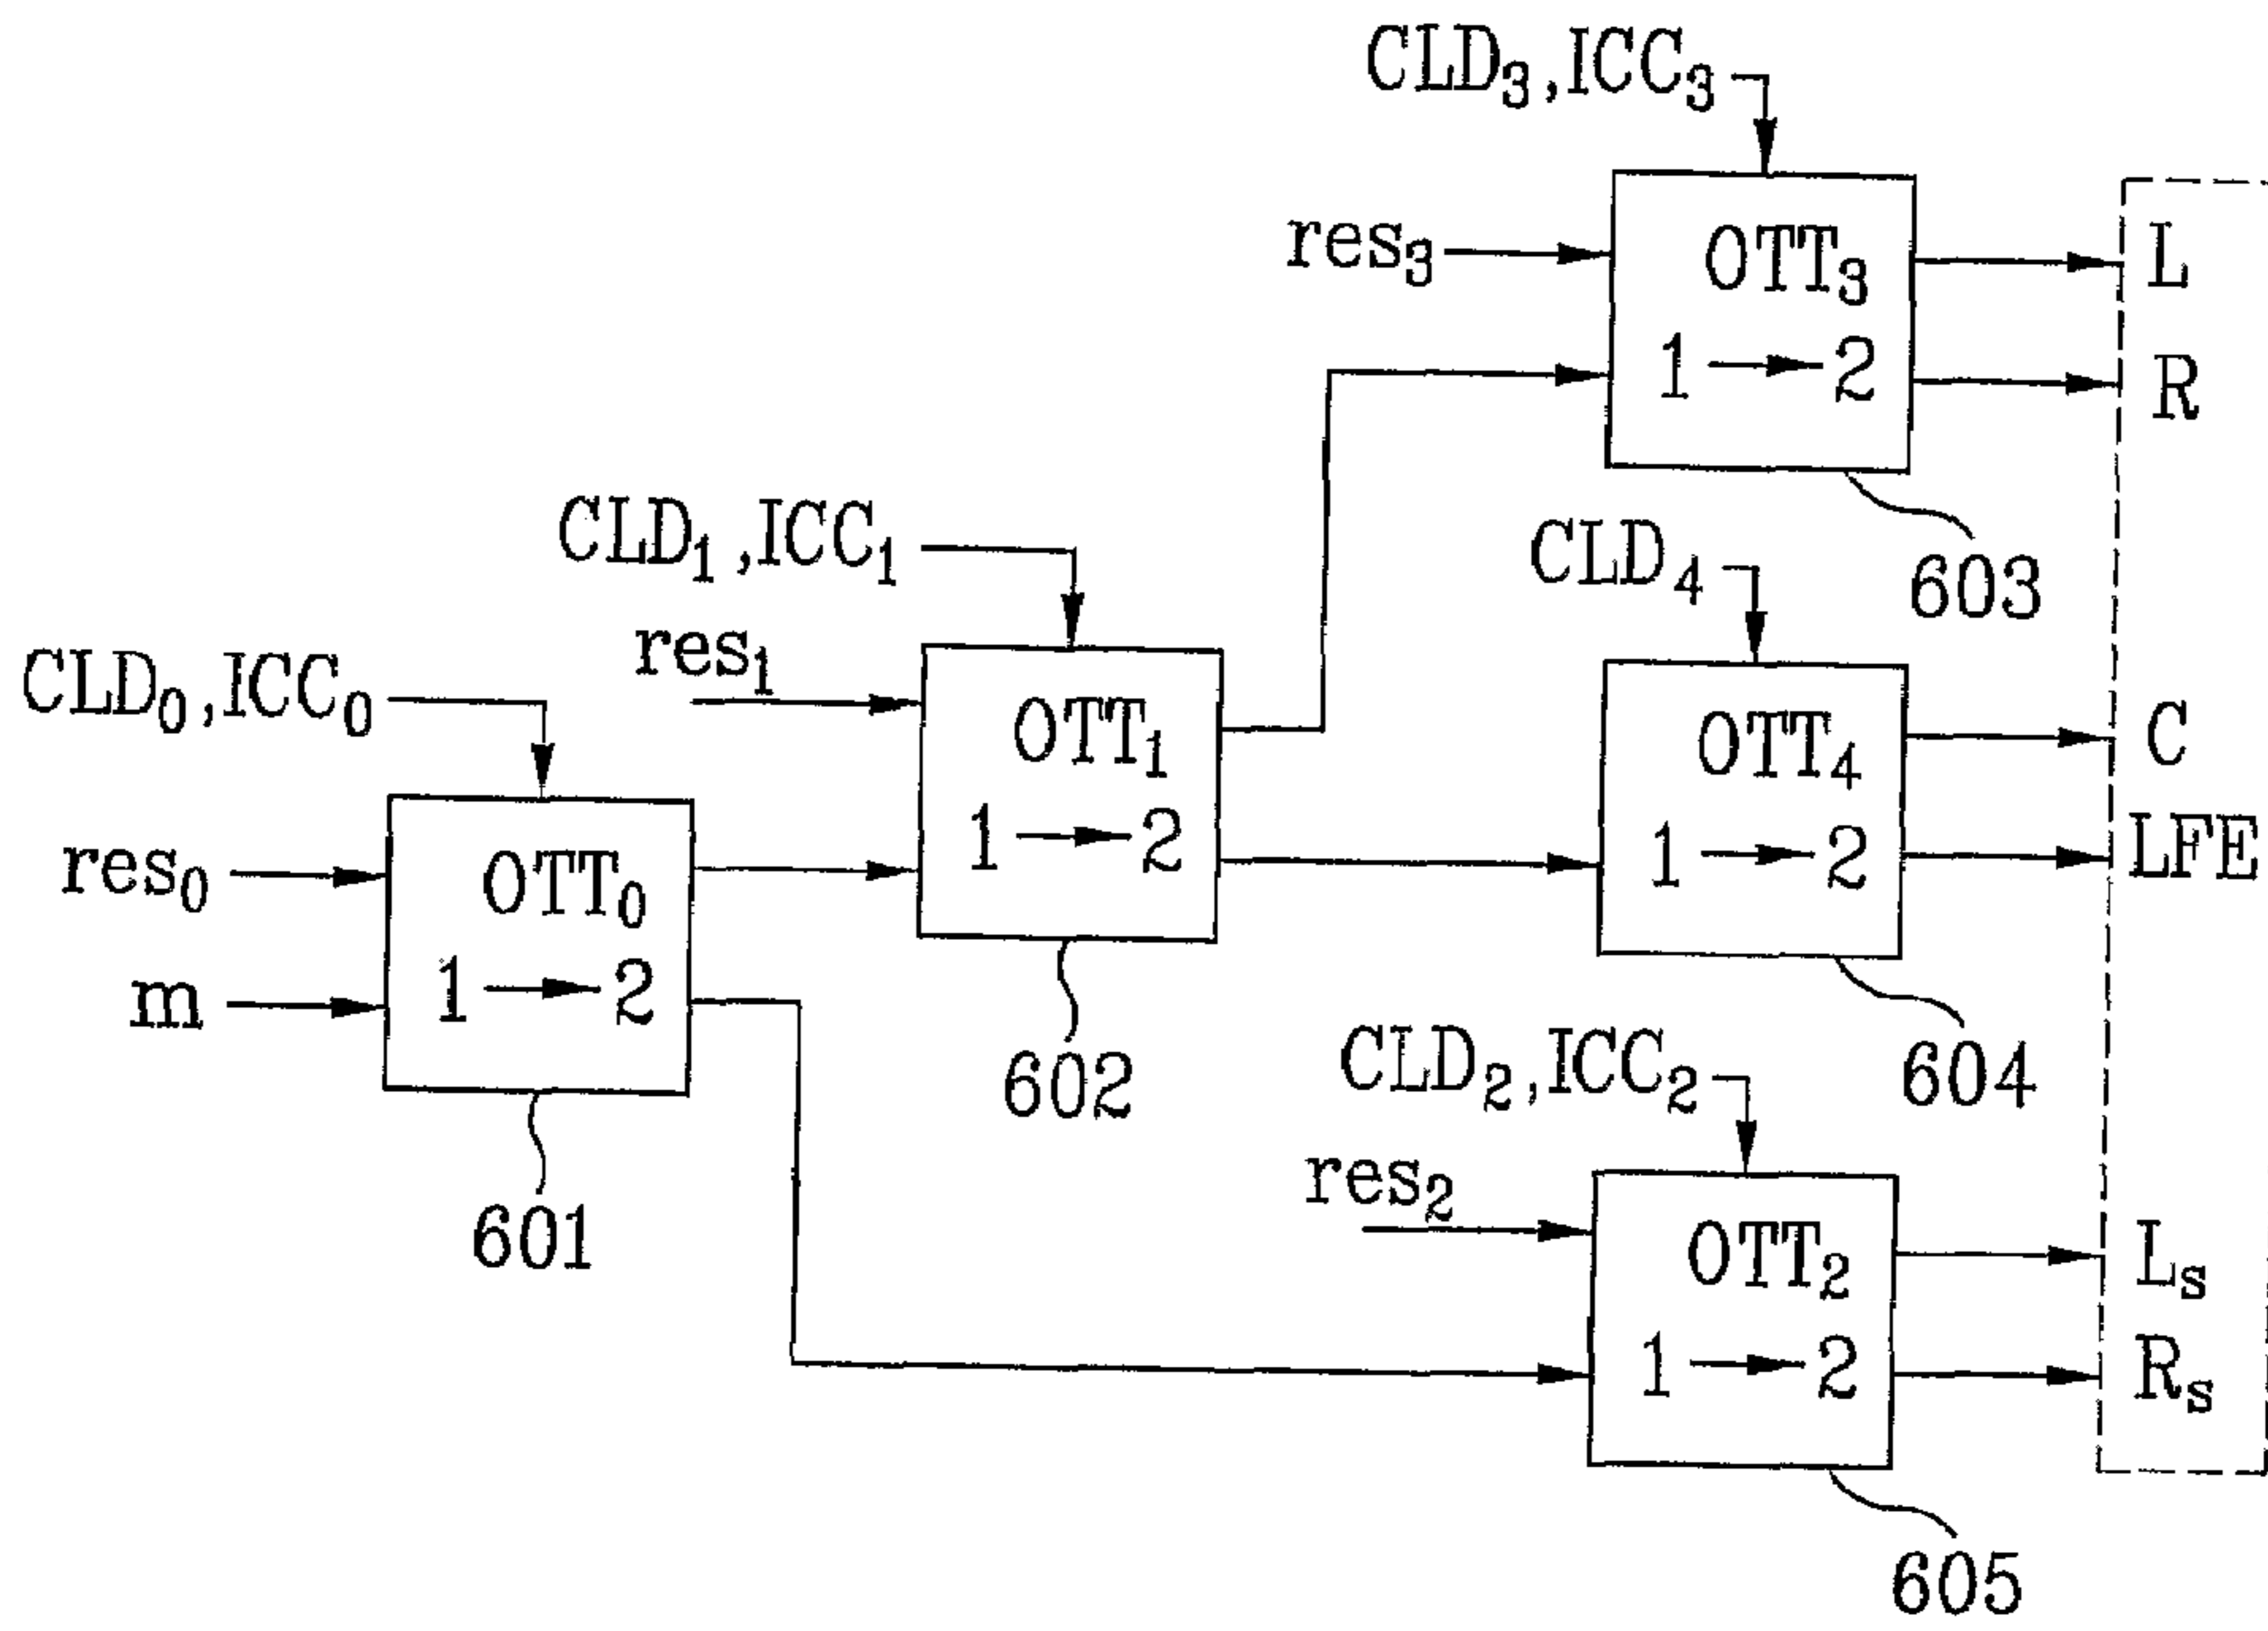 CLD₃,ICC₃
res₃
OTT₃
1 → 2
L
R
603
CLD₁,ICC₁
res₁
OTT₁
1 → 2
602
CLD₄
OTT₄
1 → 2
C
LFE
604
CLD₀,ICC₀
res₀
m
OTT₀
1 → 2
601
CLD₂,ICC₂
res₂
OTT₂
1 → 2
Lₛ
Rₛ
605